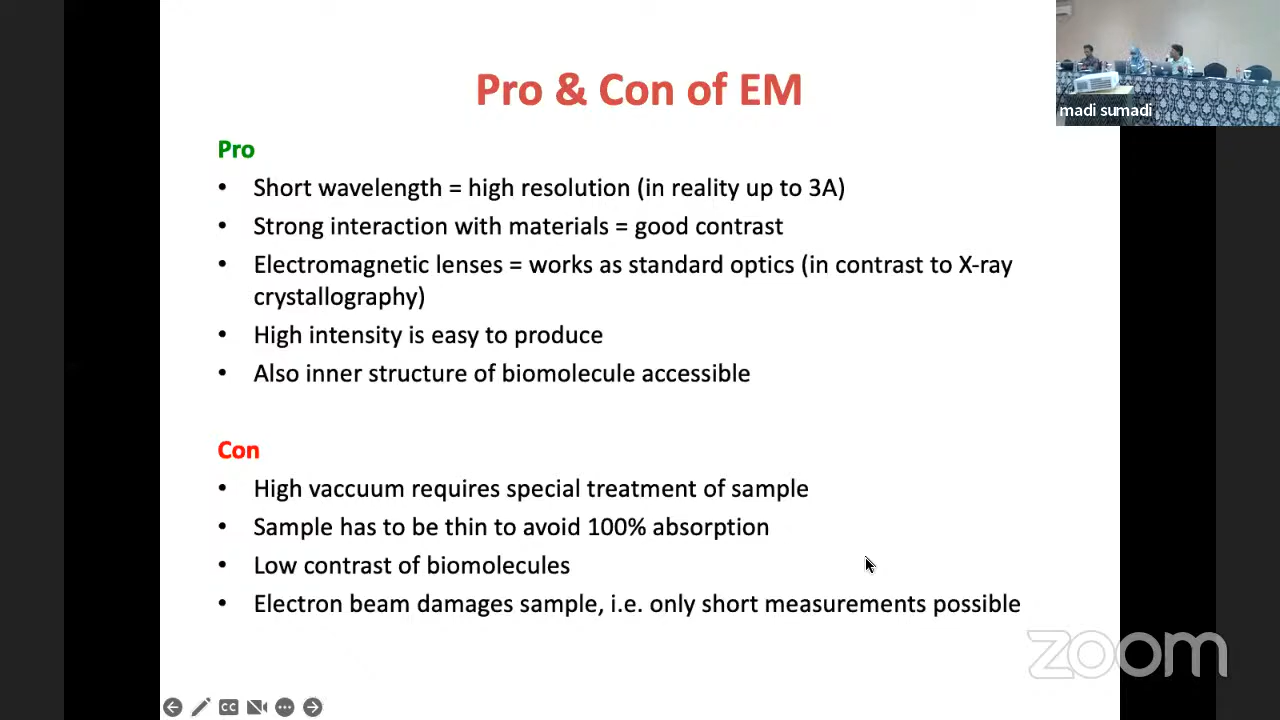 Pro & Con of EM
madi sumadi
Pro
• Short wavelength = high resolution (in reality up to 3A)
• Strong interaction with materials = good contrast
• Electromagnetic lenses = works as standard optics (in contrast to X-ray
crystallography)
• High intensity is easy to produce
• Also inner structure of biomolecule accessible
Con
• High vaccuum requires special treatment of sample
• Sample has to be thin to avoid 100% absorption
• Low contrast of biomolecules
• Electron beam damages sample, i.e. only short measurements possible
zoom
CC